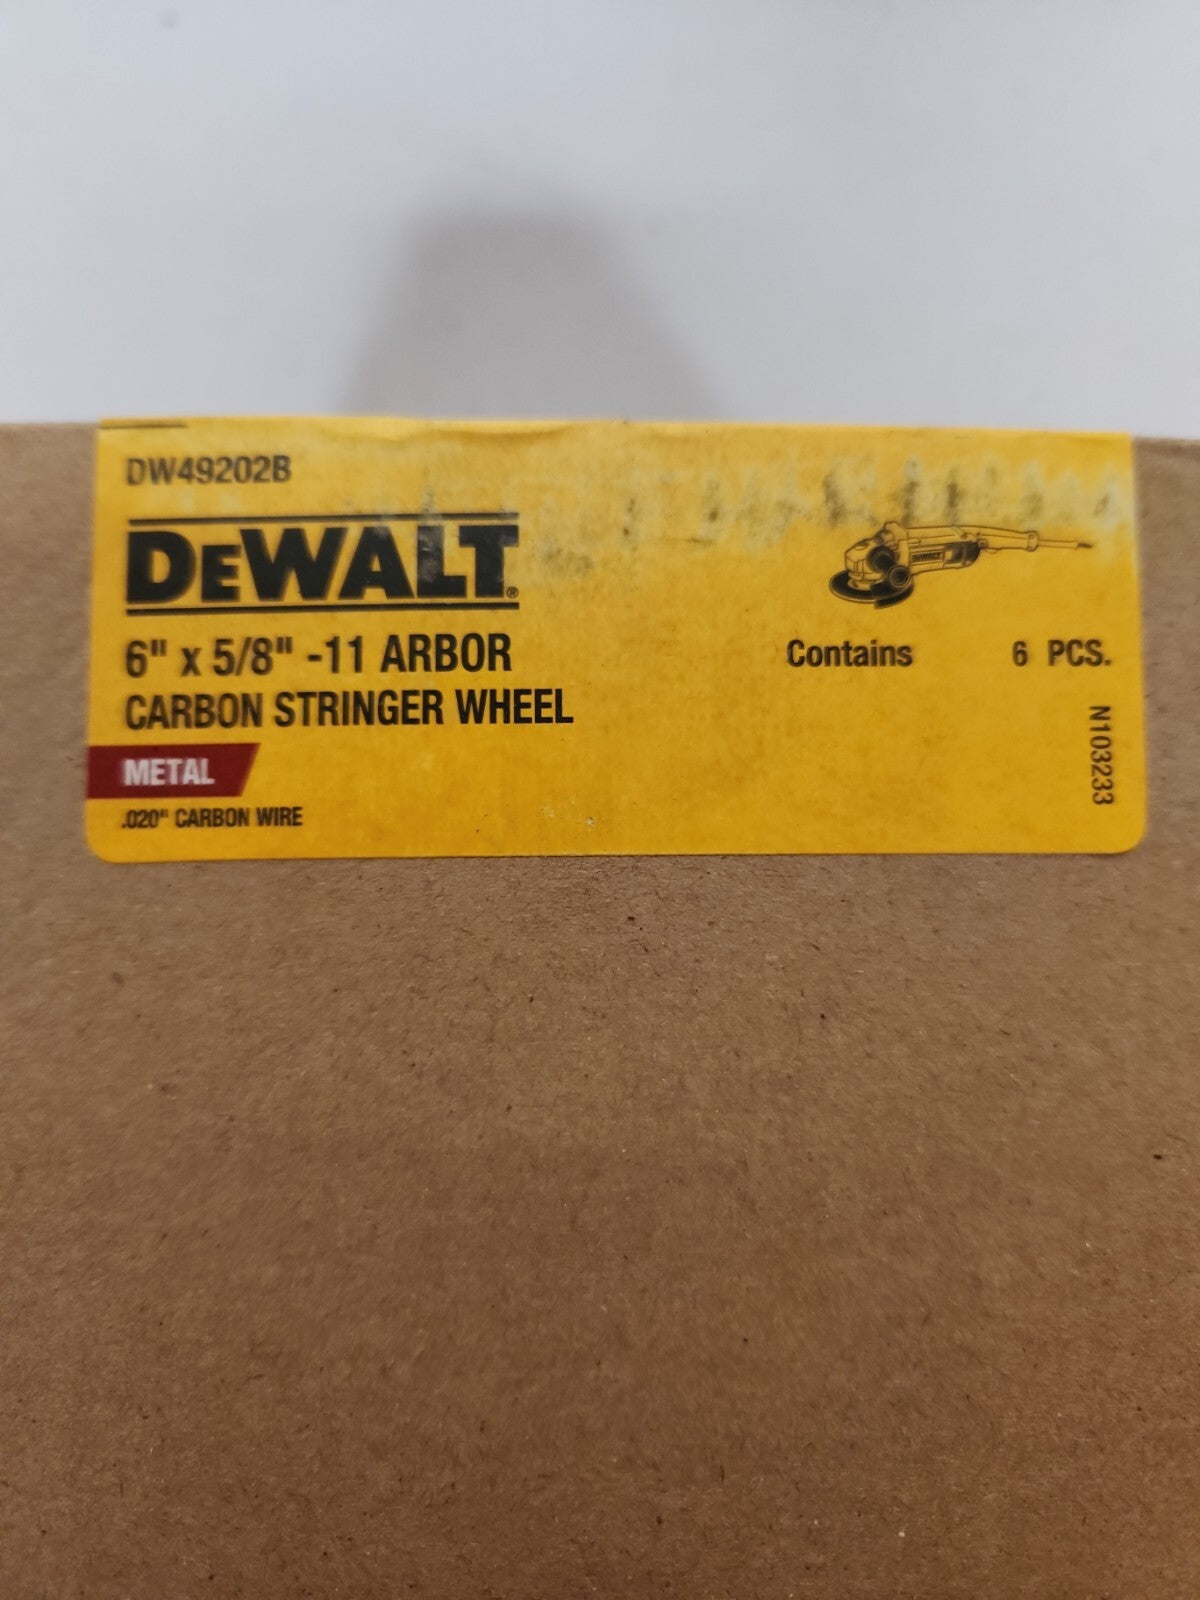 DW49202B
DEWALT®
6" x 5/8" -11 ARBOR
CARBON STRINGER WHEEL
METAL
.020" CARBON WIRE
Contains 6 PCS.
N103233